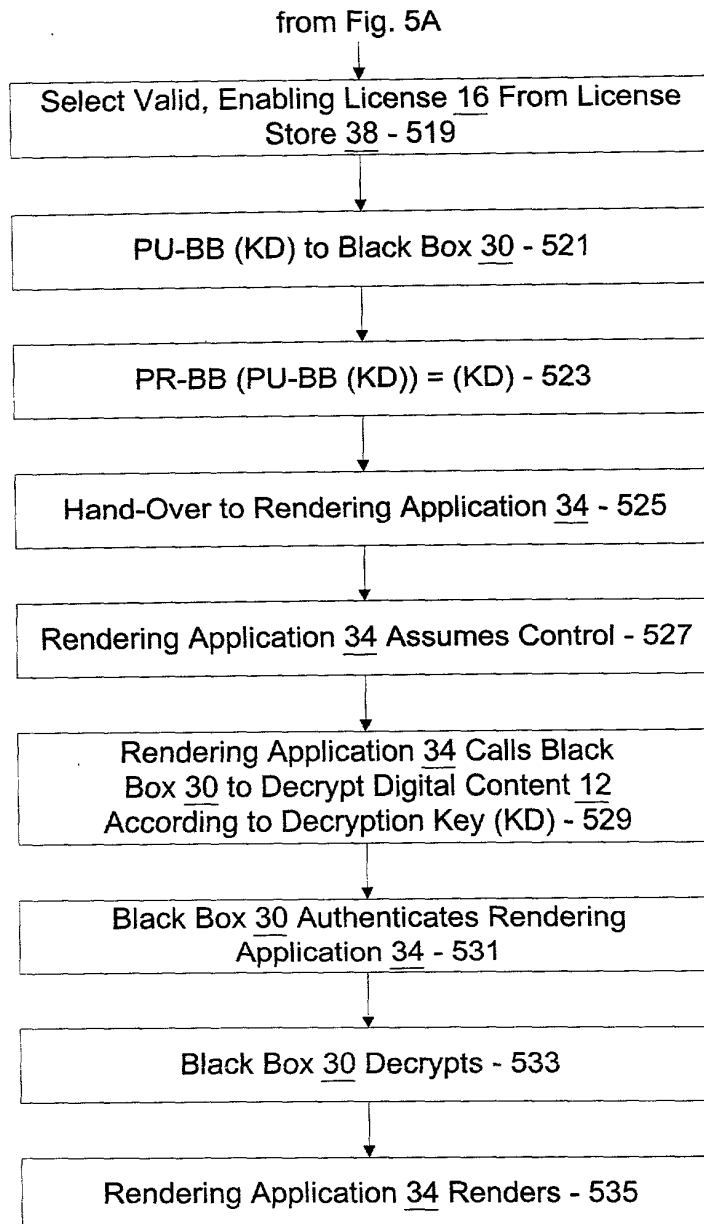 from Fig. 5A
Select Valid, Enabling License 16 From License
Store 38 - 519
PU-BB (KD) to Black Box 30 - 521
PR-BB (PU-BB (KD)) = (KD) - 523
Hand-Over to Rendering Application 34 - 525
Rendering Application 34 Assumes Control - 527
Rendering Application 34 Calls Black
Box 30 to Decrypt Digital Content 12
According to Decryption Key (KD) - 529
Black Box 30 Authenticates Rendering
Application 34 - 531
Black Box 30 Decrypts - 533
Rendering Application 34 Renders - 535